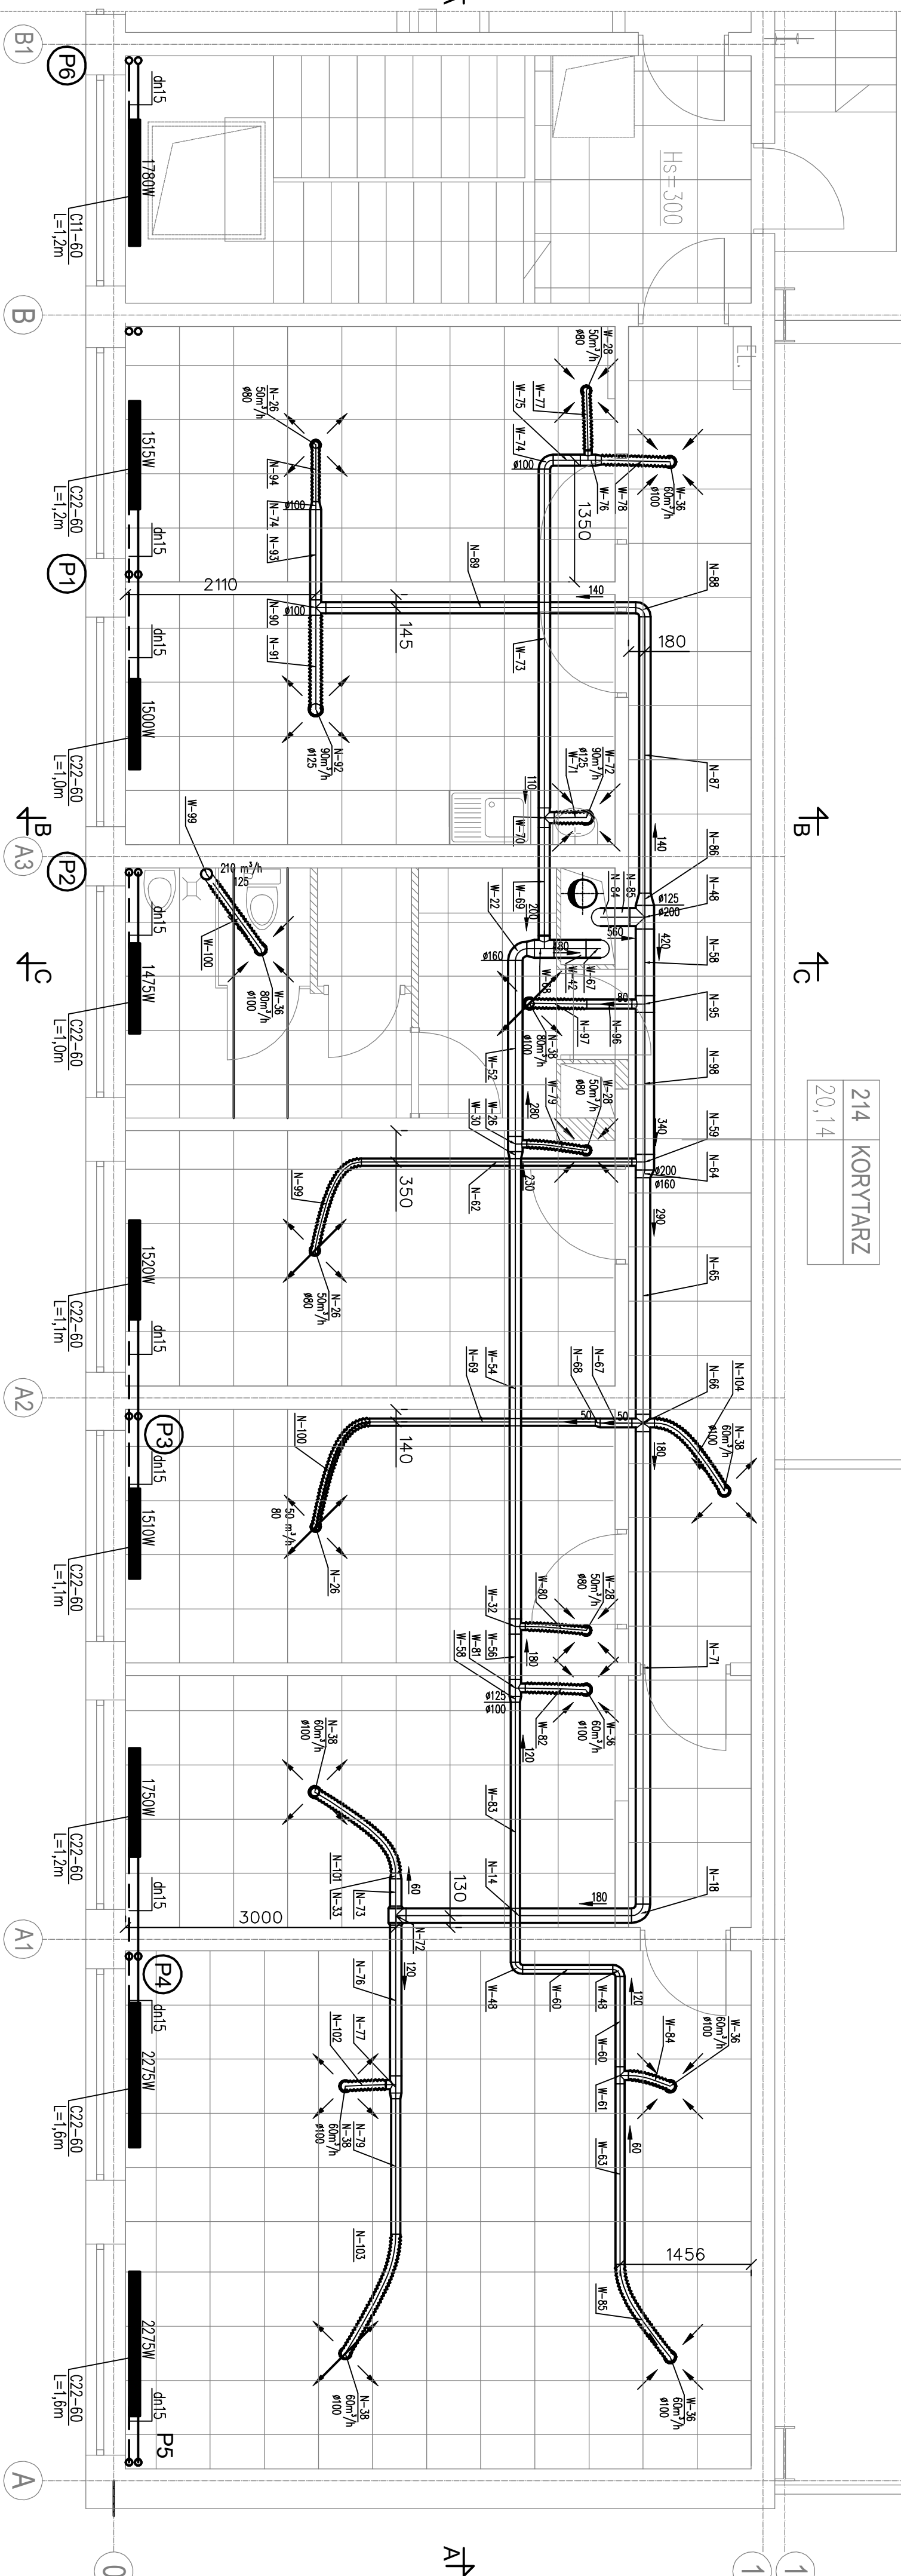 B1
P6
dn15
1780W
C11-60
L=1,2m
Hs=300
B
EL.
W-28
50m³/h
ø80
W-77
W-75
W-74
ø100
W-76
W-78
W-36
60m³/h
ø100
1350
N-26
50m³/h
ø80
N-94
ø100
N-74
N-93
1515W
C22-60
L=1,2m
dn15
P1
2110
N-90
ø100
N-91
145
N-89
140
N-88
180
W-73
dn15
1500W
C22-60
L=1,0m
N-92
90m³/h
ø125
N-87
W-72
90m³/h
ø125
W-71
110
W-70
140
B
B
A3
P2
W-99
210 m³/h
125
W-100
W-36
80m³/h
ø100
dn15
1475W
C22-60
L=1,0m
C
C
W-69
200
W-22
ø160
N-84
N-85
N-86
N-48
ø125
ø200
560
420
N-58
180
W-42
W-67
W-68
80
N-95
N-96
N-97
N-38
80m³/h
ø100
W-52
N-98
W-28
50m³/h
ø80
W-79
280
W-26
W-30
340
N-59
N-64
ø200
ø160
230
290
214 KORYTARZ
20,14
350
N-62
N-99
N-26
50m³/h
ø80
1520W
C22-60
L=1,1m
dn15
N-65
A2
P3
dn15
N-69
W-54
N-68
N-67
50
50
N-66
N-104
N-38
60m³/h
ø100
180
140
N-100
50 m³/h
80
N-26
1510W
C22-60
L=1,1m
W-28
50m³/h
ø80
W-80
W-32
W-56
W-81
W-58
180
ø125
ø100
W-36
60m³/h
ø100
W-82
120
N-71
N-38
60m³/h
ø100
1750W
C22-60
L=1,2m
dn15
W-83
N-101
N-33
N-73
60
130
N-14
180
N-18
3000
A1
P4
dn15
N-72
120
N-76
W-48
W-60
W-48
120
W-60
W-61
W-84
W-36
60m³/h
ø100
60
W-63
N-77
N-102
N-38
60m³/h
ø100
N-79
2275W
C22-60
L=1,6m
N-103
1456
W-85
W-36
60m³/h
ø100
N-38
60m³/h
ø100
2275W
C22-60
L=1,6m
dn15
P5
A
A
0
1
1